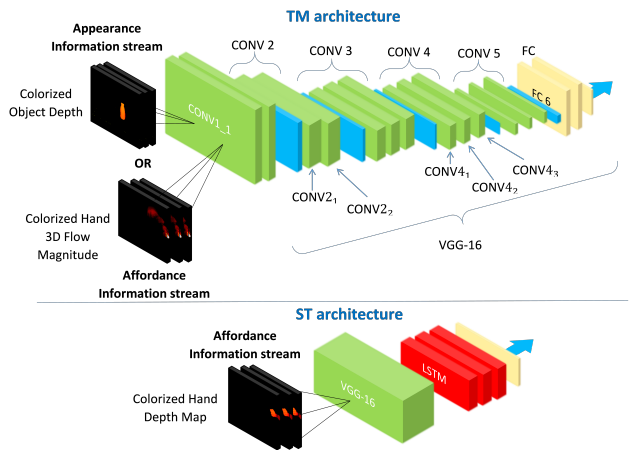 TM architecture
Appearance
Information stream
CONV 2
CONV 3
CONV 4
CONV 5
FC
Colorized
Object Depth
CONV1_1
FC 6
OR
CONV2₁
CONV2₂
CONV4₁
CONV4₂
CONV4₃
Colorized Hand
3D Flow
Magnitude
VGG-16
Affordance
Information stream
ST architecture
Affordance
Information stream
Colorized Hand
Depth Map
VGG-16
LSTM